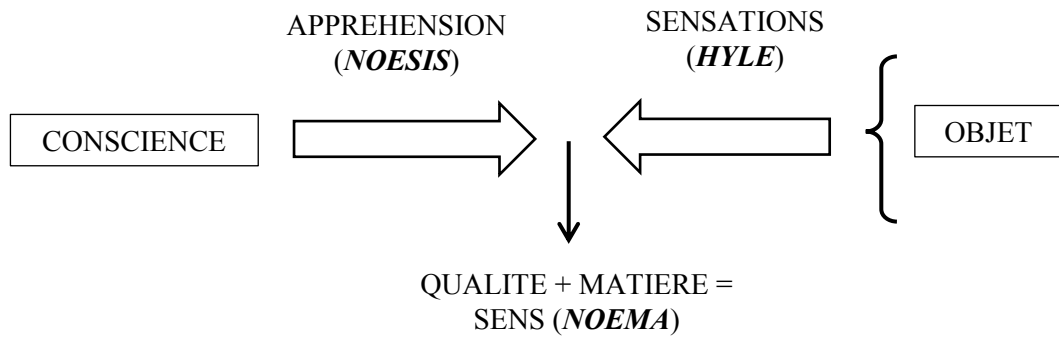 APPREHENSION
(NOESIS)
SENSATIONS
(HYLE)
CONSCIENCE
OBJET
QUALITE + MATIERE =
SENS (NOEMA)